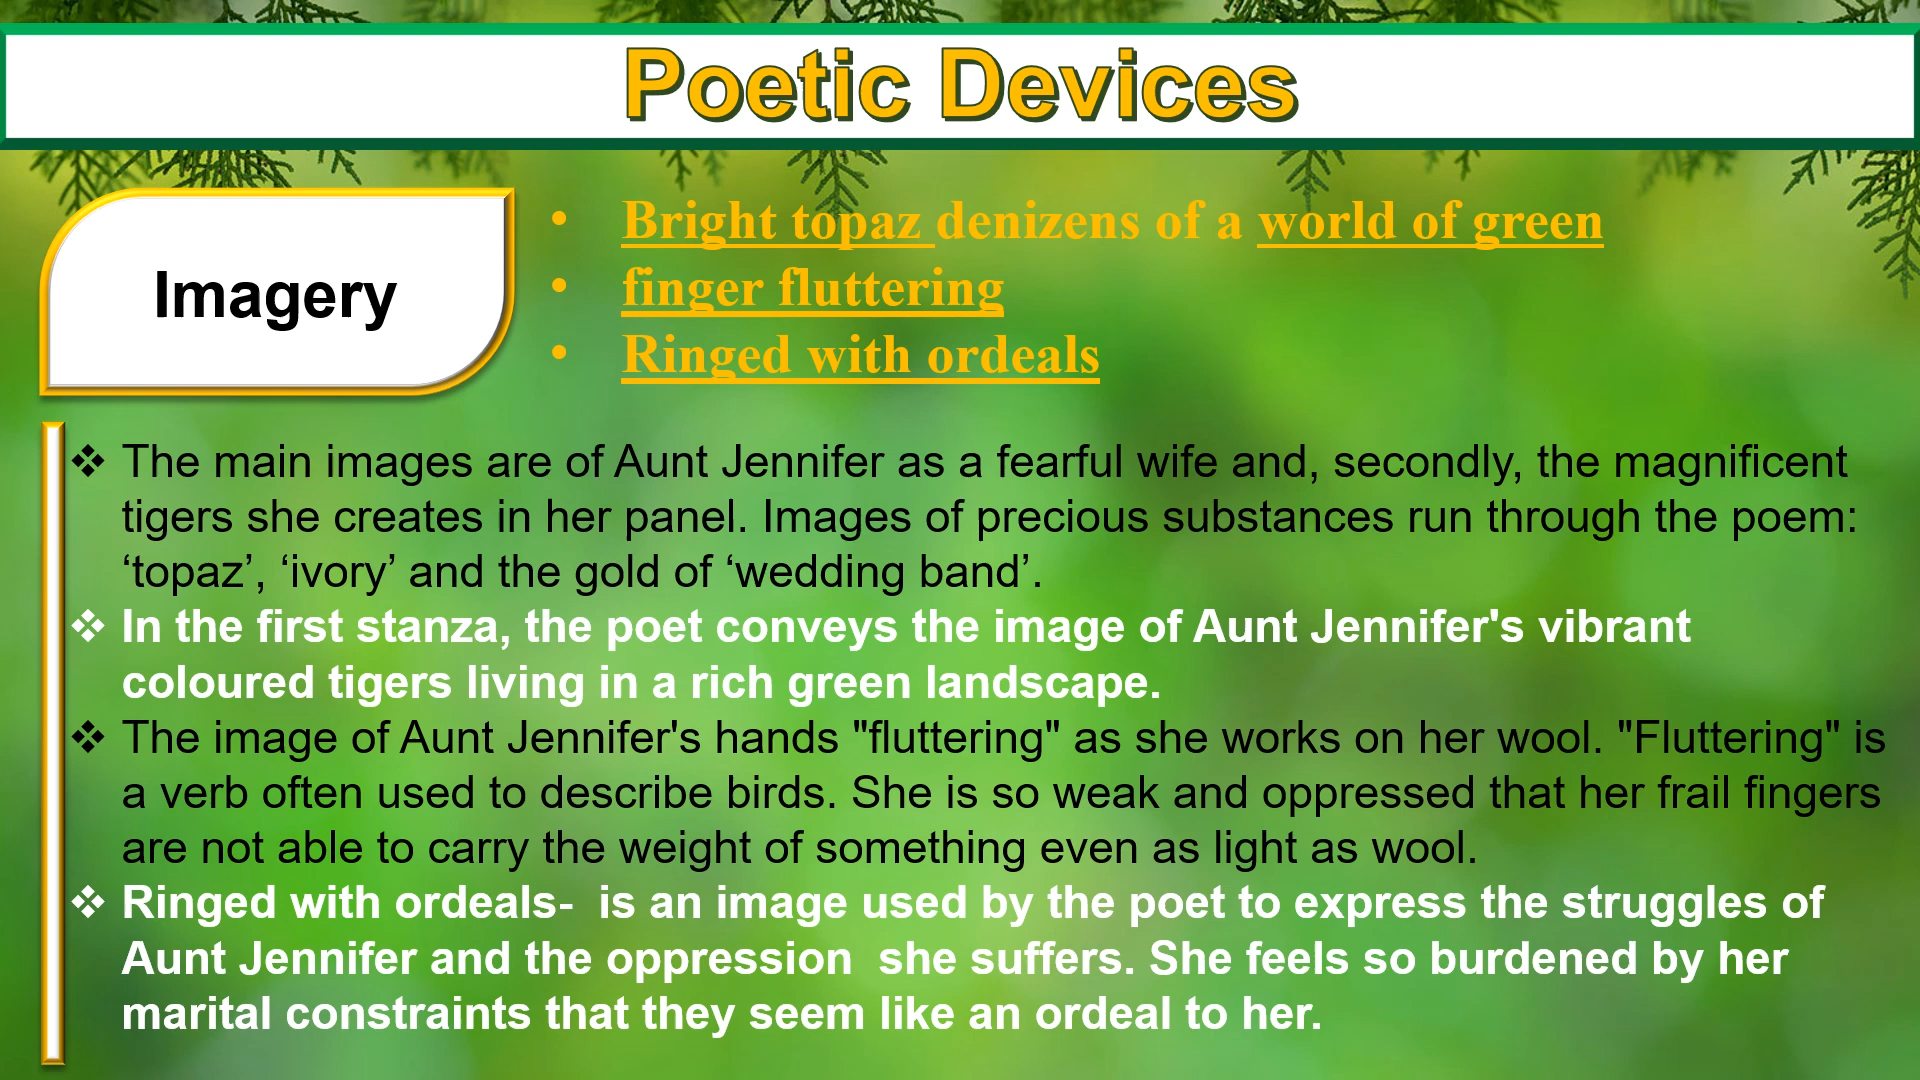 Poetic Devices
Imagery
• Bright topaz denizens of a world of green
• finger fluttering
• Ringed with ordeals
❖ The main images are of Aunt Jennifer as a fearful wife and, secondly, the magnificent
tigers she creates in her panel. Images of precious substances run through the poem:
‘topaz’, ‘ivory’ and the gold of ‘wedding band’.
❖ In the first stanza, the poet conveys the image of Aunt Jennifer's vibrant
coloured tigers living in a rich green landscape.
❖ The image of Aunt Jennifer's hands "fluttering" as she works on her wool. "Fluttering" is
a verb often used to describe birds. She is so weak and oppressed that her frail fingers
are not able to carry the weight of something even as light as wool.
❖ Ringed with ordeals-  is an image used by the poet to express the struggles of
Aunt Jennifer and the oppression  she suffers. She feels so burdened by her
marital constraints that they seem like an ordeal to her.